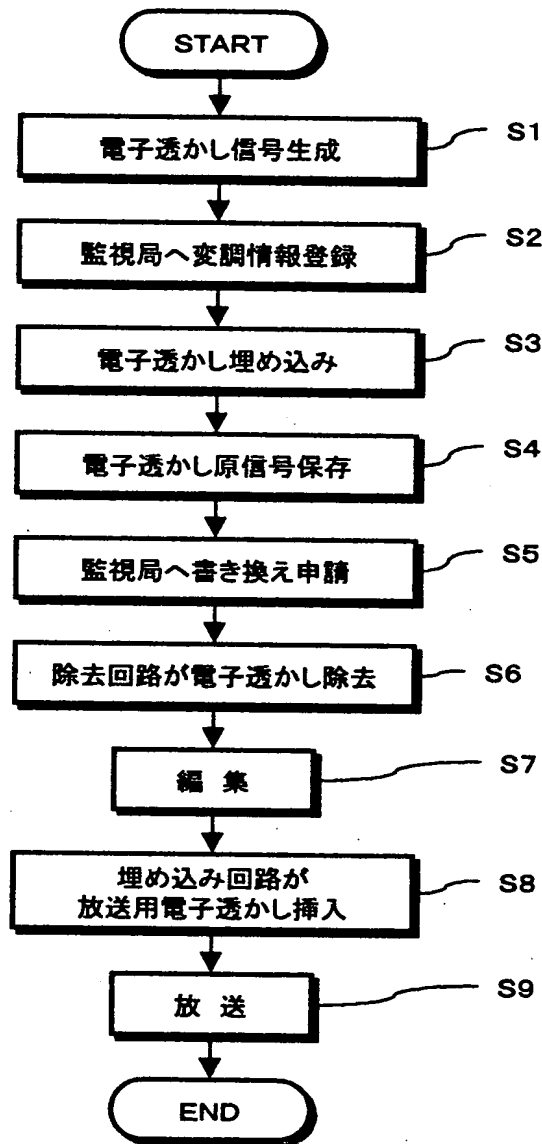 START
電子透かし信号生成
S1
監視局へ変調情報登録
S2
電子透かし埋め込み
S3
電子透かし原信号保存
S4
監視局へ書き換え申請
S5
除去回路が電子透かし除去
S6
編 集
S7
埋め込み回路が
放送用電子透かし挿入
S8
放 送
S9
END